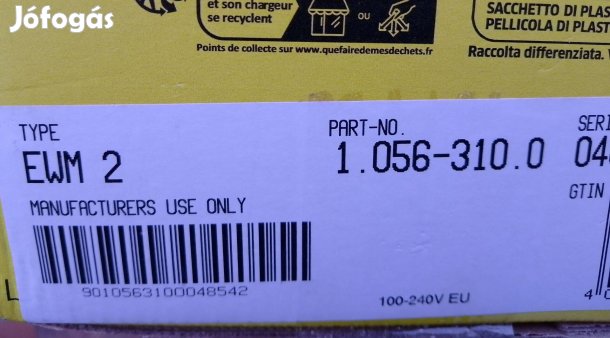 Jófogás
et son chargeur
se recyclent
OU
Points de collecte sur www.quefairedemesdechets.fr
SACCHETTO DI PLAS
PELLICOLA DI PLAST
Raccolta differenziata.
TYPE
EWM 2
PART-NO.
1.056-310.0
SERI
04
GTIN
MANUFACTURERS USE ONLY
9010563100048542
100-240V EU
4